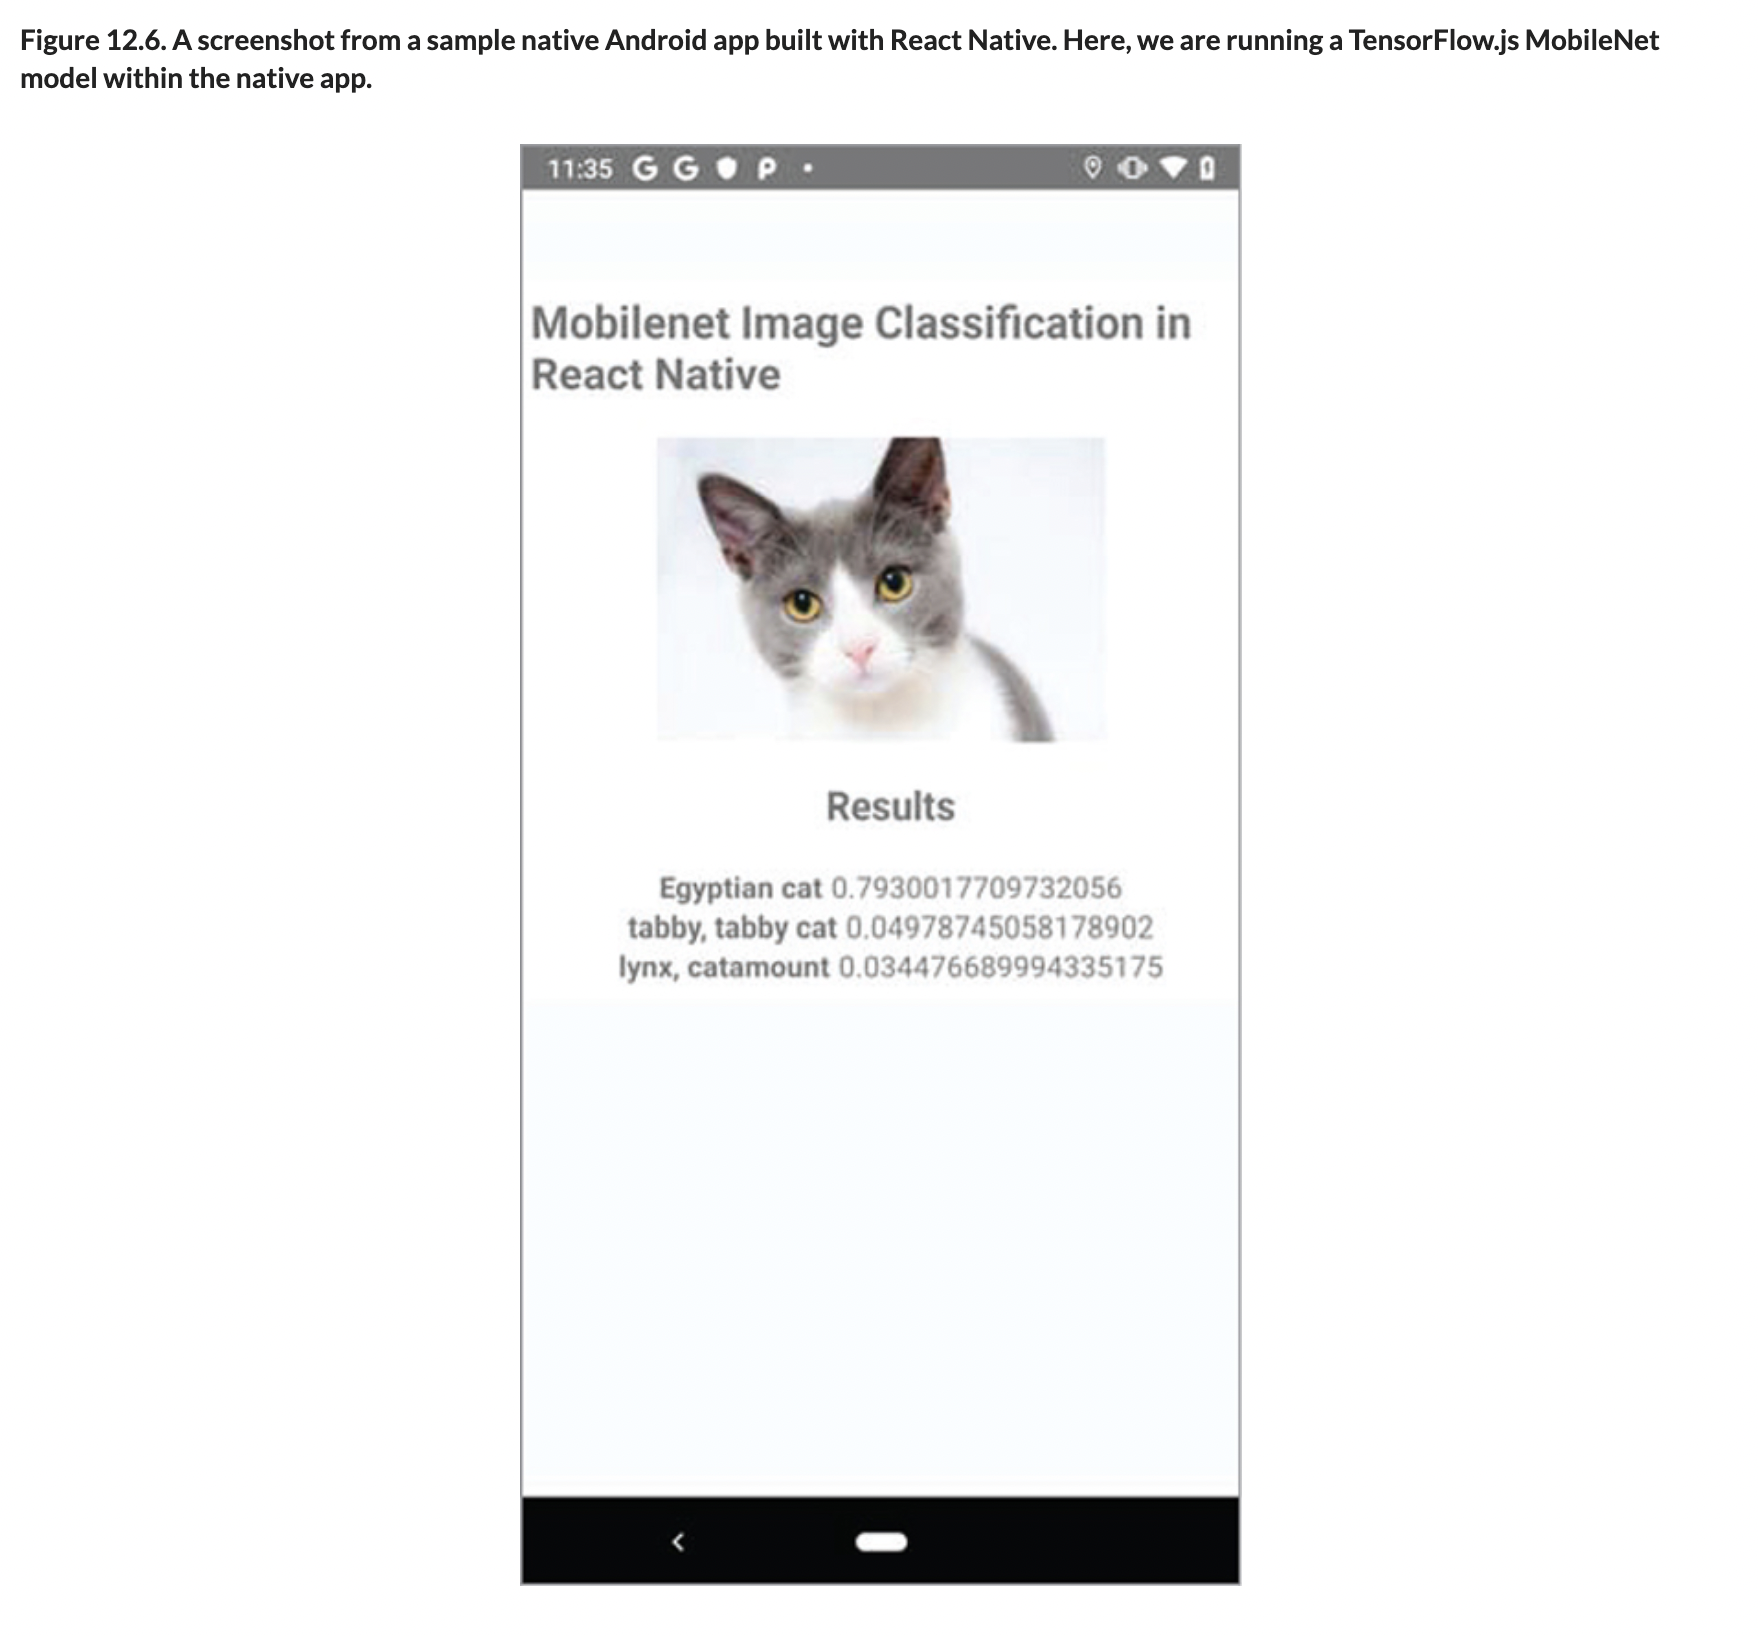 Figure 12.6. A screenshot from a sample native Android app built with React Native. Here, we are running a TensorFlow.js MobileNet
model within the native app.
11:35 G G P
Mobilenet Image Classification in
React Native
Results
Egyptian cat 0.7930017709732056
tabby, tabby cat 0.04978745058178902
lynx, catamount 0.034476689994335175